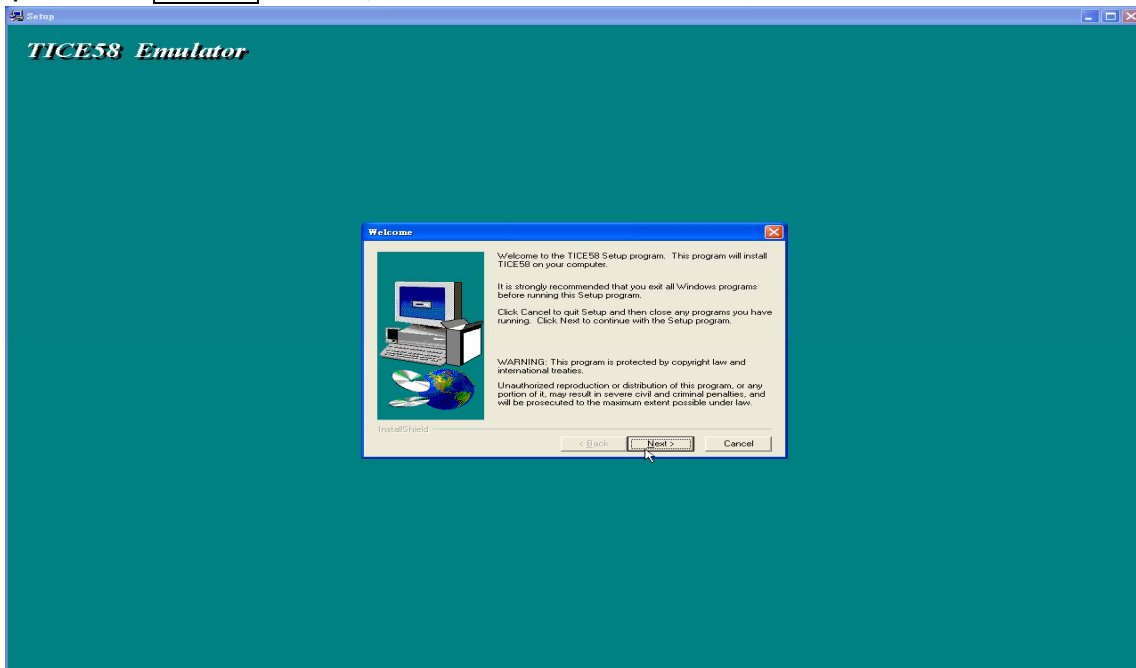 Setup
TICE58 Emulator
Welcome
Welcome to the TICE58 Setup program. This program will install
TICE58 on your computer.
It is strongly recommended that you exit all Windows programs
before running this Setup program.
Click Cancel to quit Setup and then close any programs you have
running. Click Next to continue with the Setup program.
WARNING: This program is protected by copyright law and
international treaties.
Unauthorized reproduction or distribution of this program, or any
portion of it, may result in severe civil and criminal penalties, and
will be prosecuted to the maximum extent possible under law.
InstallShield
< Back
Next >
Cancel